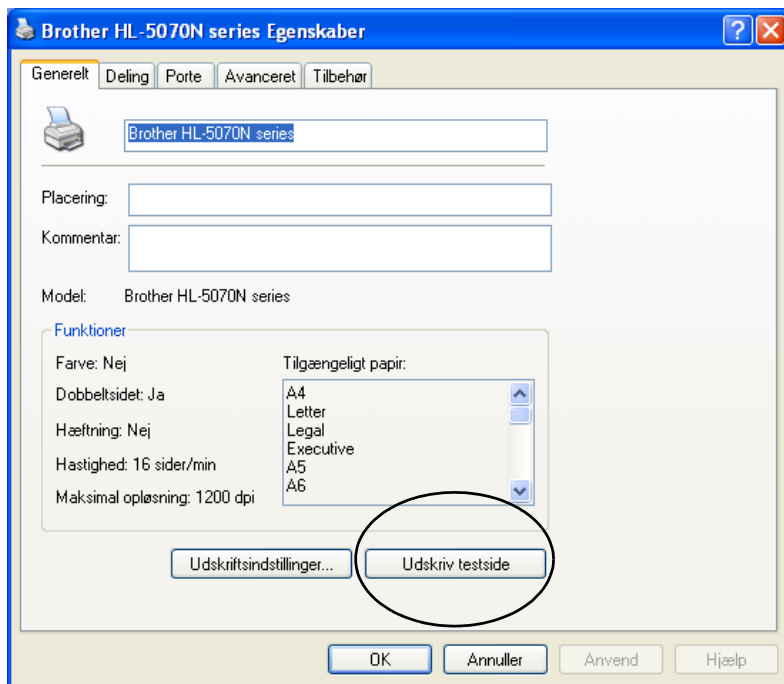 Brother HL-5070N series Egenskaber
Generelt Deling Porte Avanceret Tilbehør
Brother HL-5070N series
Placering:
Kommentar:
Model: Brother HL-5070N series
Funktioner
Farve: Nej
Dobbeltsidet: Ja
Hæftning: Nej
Hastighed: 16 sider/min
Maksimal opløsning: 1200 dpi
Tilgængeligt papir:
A4
Letter
Legal
Executive
A5
A6
Udskriftsindstillinger... Udskriv testside
OK Annuller Anvend Hjælp